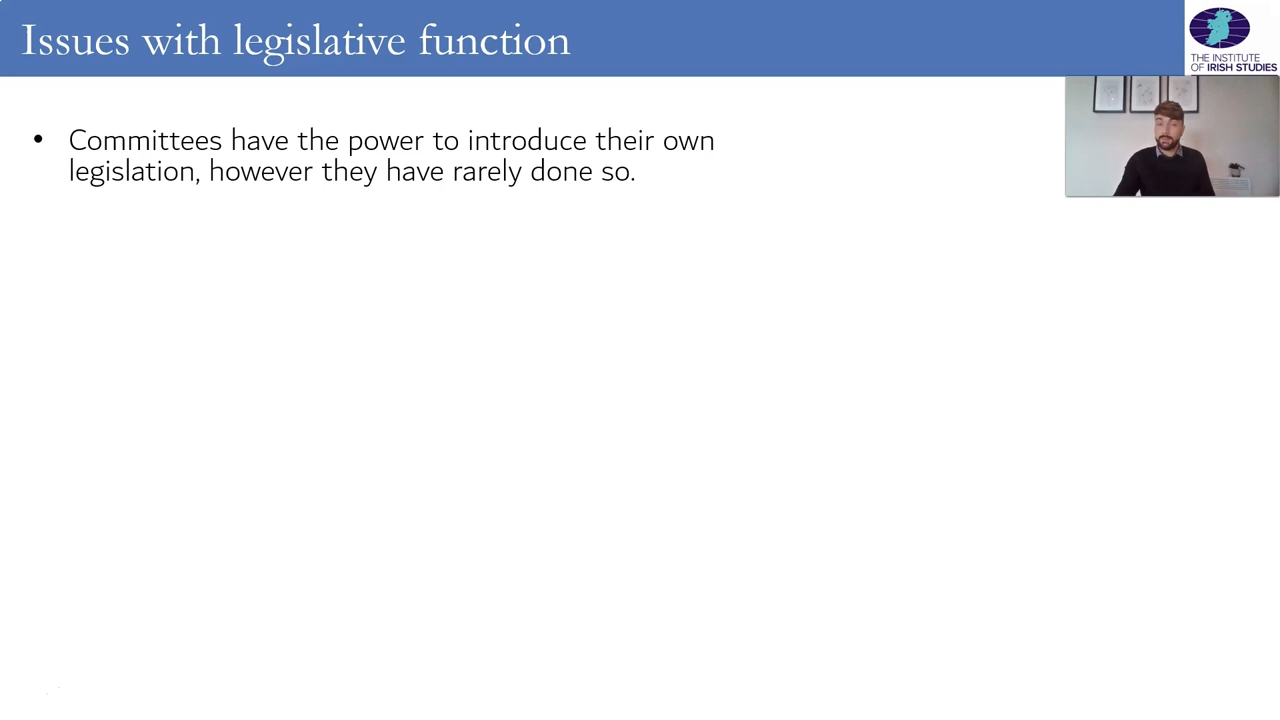 Issues with legislative function
THE INSTITUTE
OF IRISH STUDIES
• Committees have the power to introduce their own
legislation, however they have rarely done so.